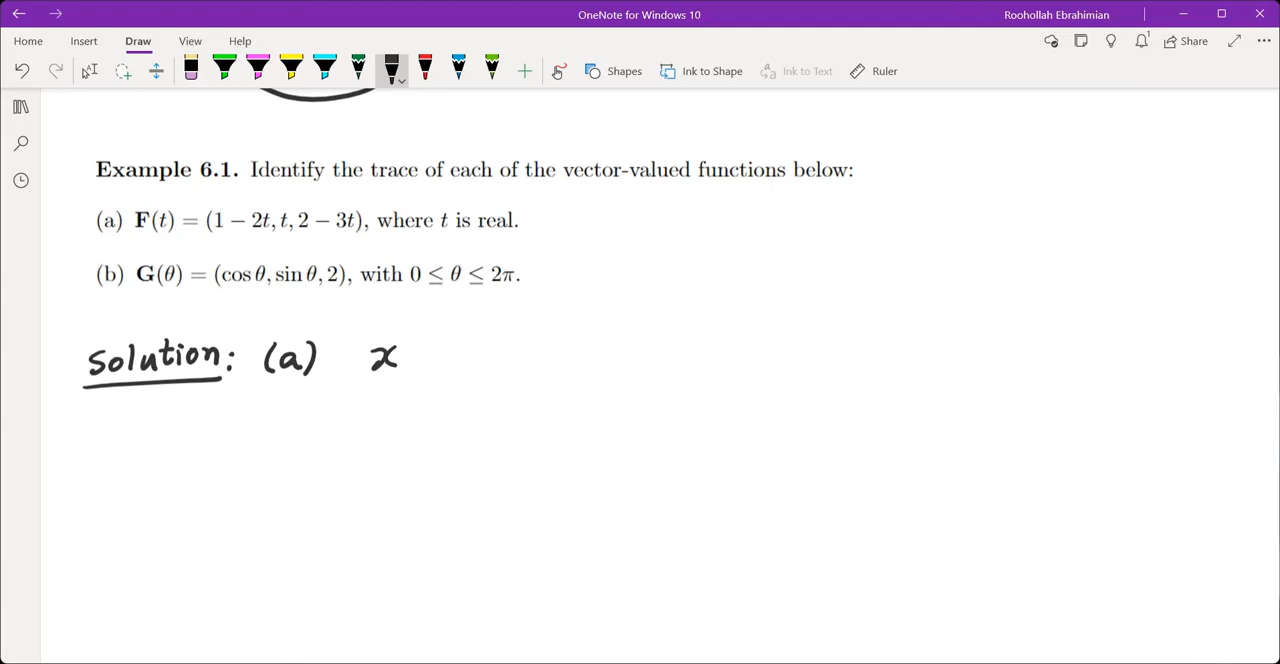 OneNote for Windows 10
Roohollah Ebrahimian
Home Insert Draw View Help
1
Share
Shapes
Ink to Shape
Ink to Text
Ruler
Example 6.1. Identify the trace of each of the vector-valued functions below:
(a) F(t) = (1 − 2t, t, 2 − 3t), where t is real.
(b) G(θ) = (cos θ, sin θ, 2), with 0 ≤ θ ≤ 2π.
Solution: (a) x